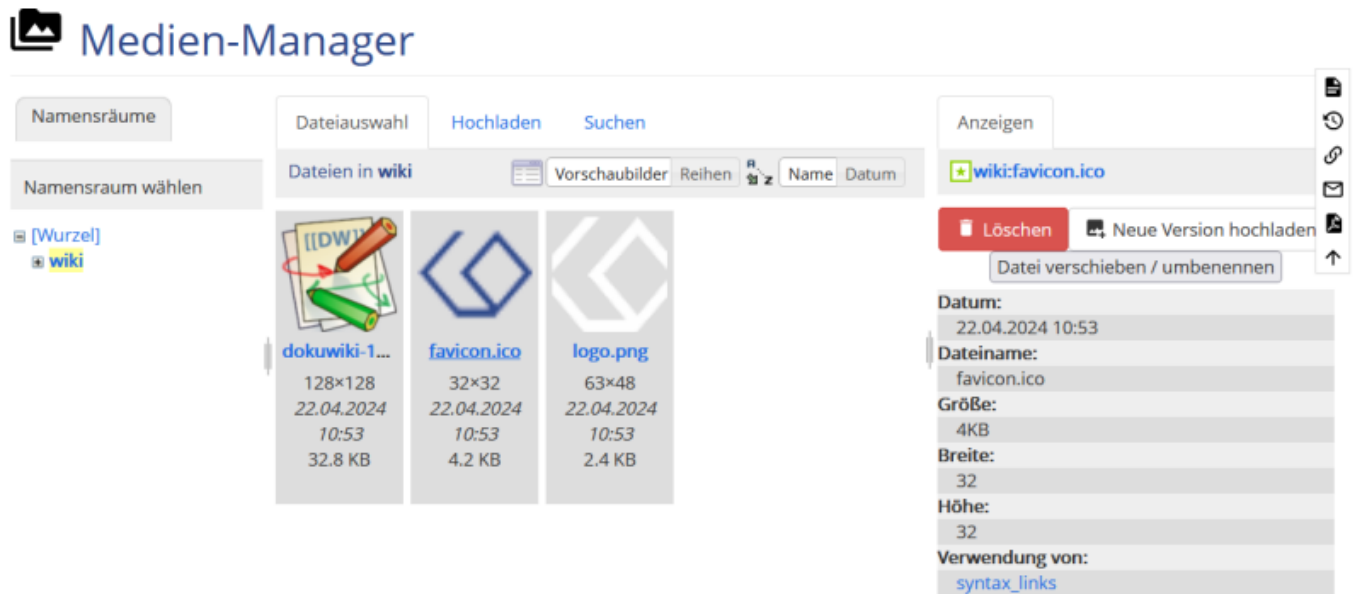 Medien-Manager
Namensräume
Namensraum wählen
[Wurzel]
wiki
Dateiauswahl Hochladen Suchen
Dateien in wiki Vorschaubilder Reihen Name Datum
[[DW]]
dokuwiki-1...
128×128
22.04.2024
10:53
32.8 KB
favicon.ico
32×32
22.04.2024
10:53
4.2 KB
logo.png
63×48
22.04.2024
10:53
2.4 KB
Anzeigen
wiki:favicon.ico
Löschen Neue Version hochladen
Datei verschieben / umbenennen
Datum:
22.04.2024 10:53
Dateiname:
favicon.ico
Größe:
4KB
Breite:
32
Höhe:
32
Verwendung von:
syntax_links